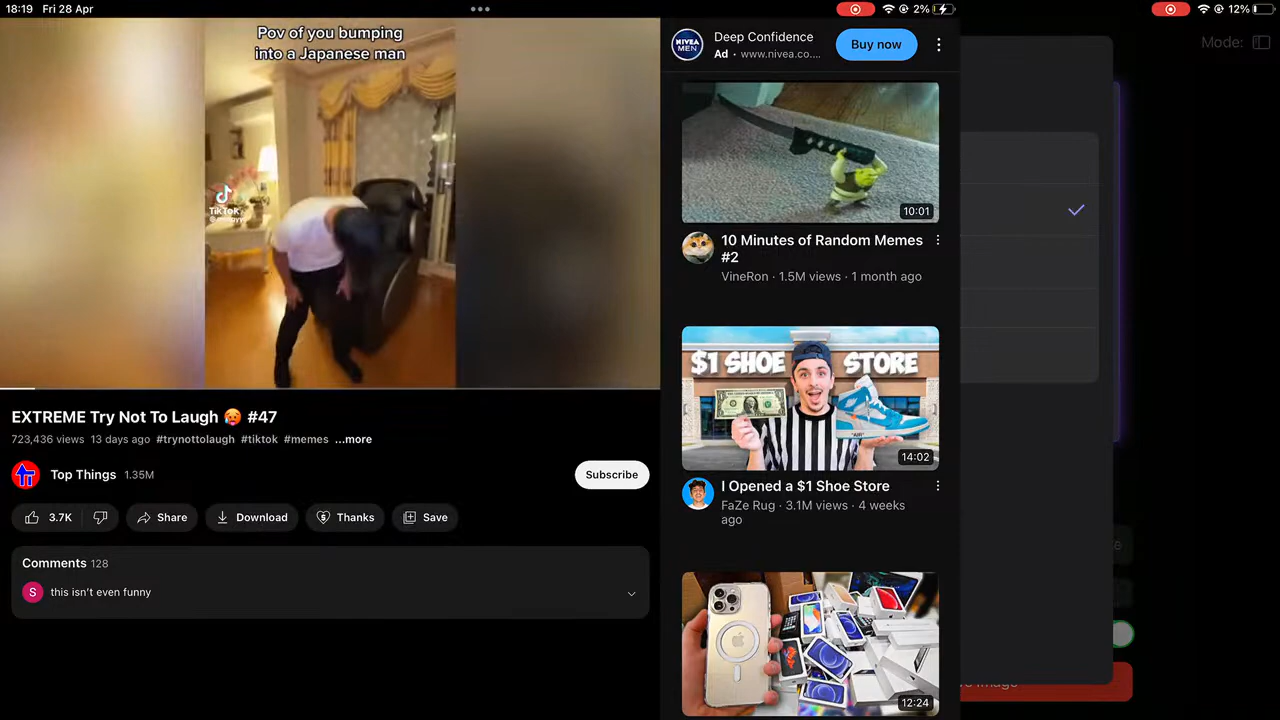 18:19 Fri 28 Apr
2%
12%
Mode:
Pov of you bumping
into a Japanese man
TikTok
NIVEA
MEN
Deep Confidence
Ad · www.nivea.co....
Buy now
10:01
10 Minutes of Random Memes
#2
VineRon · 1.5M views · 1 month ago
$1 SHOE STORE
"AIR"
14:02
I Opened a $1 Shoe Store
FaZe Rug · 3.1M views · 4 weeks
ago
12:24
EXTREME Try Not To Laugh 🥵 #47
723,436 views 13 days ago #trynottolaugh #tiktok #memes ...more
Top Things 1.35M
Subscribe
3.7K
Share
Download
Thanks
Save
Comments 128
S
this isn't even funny